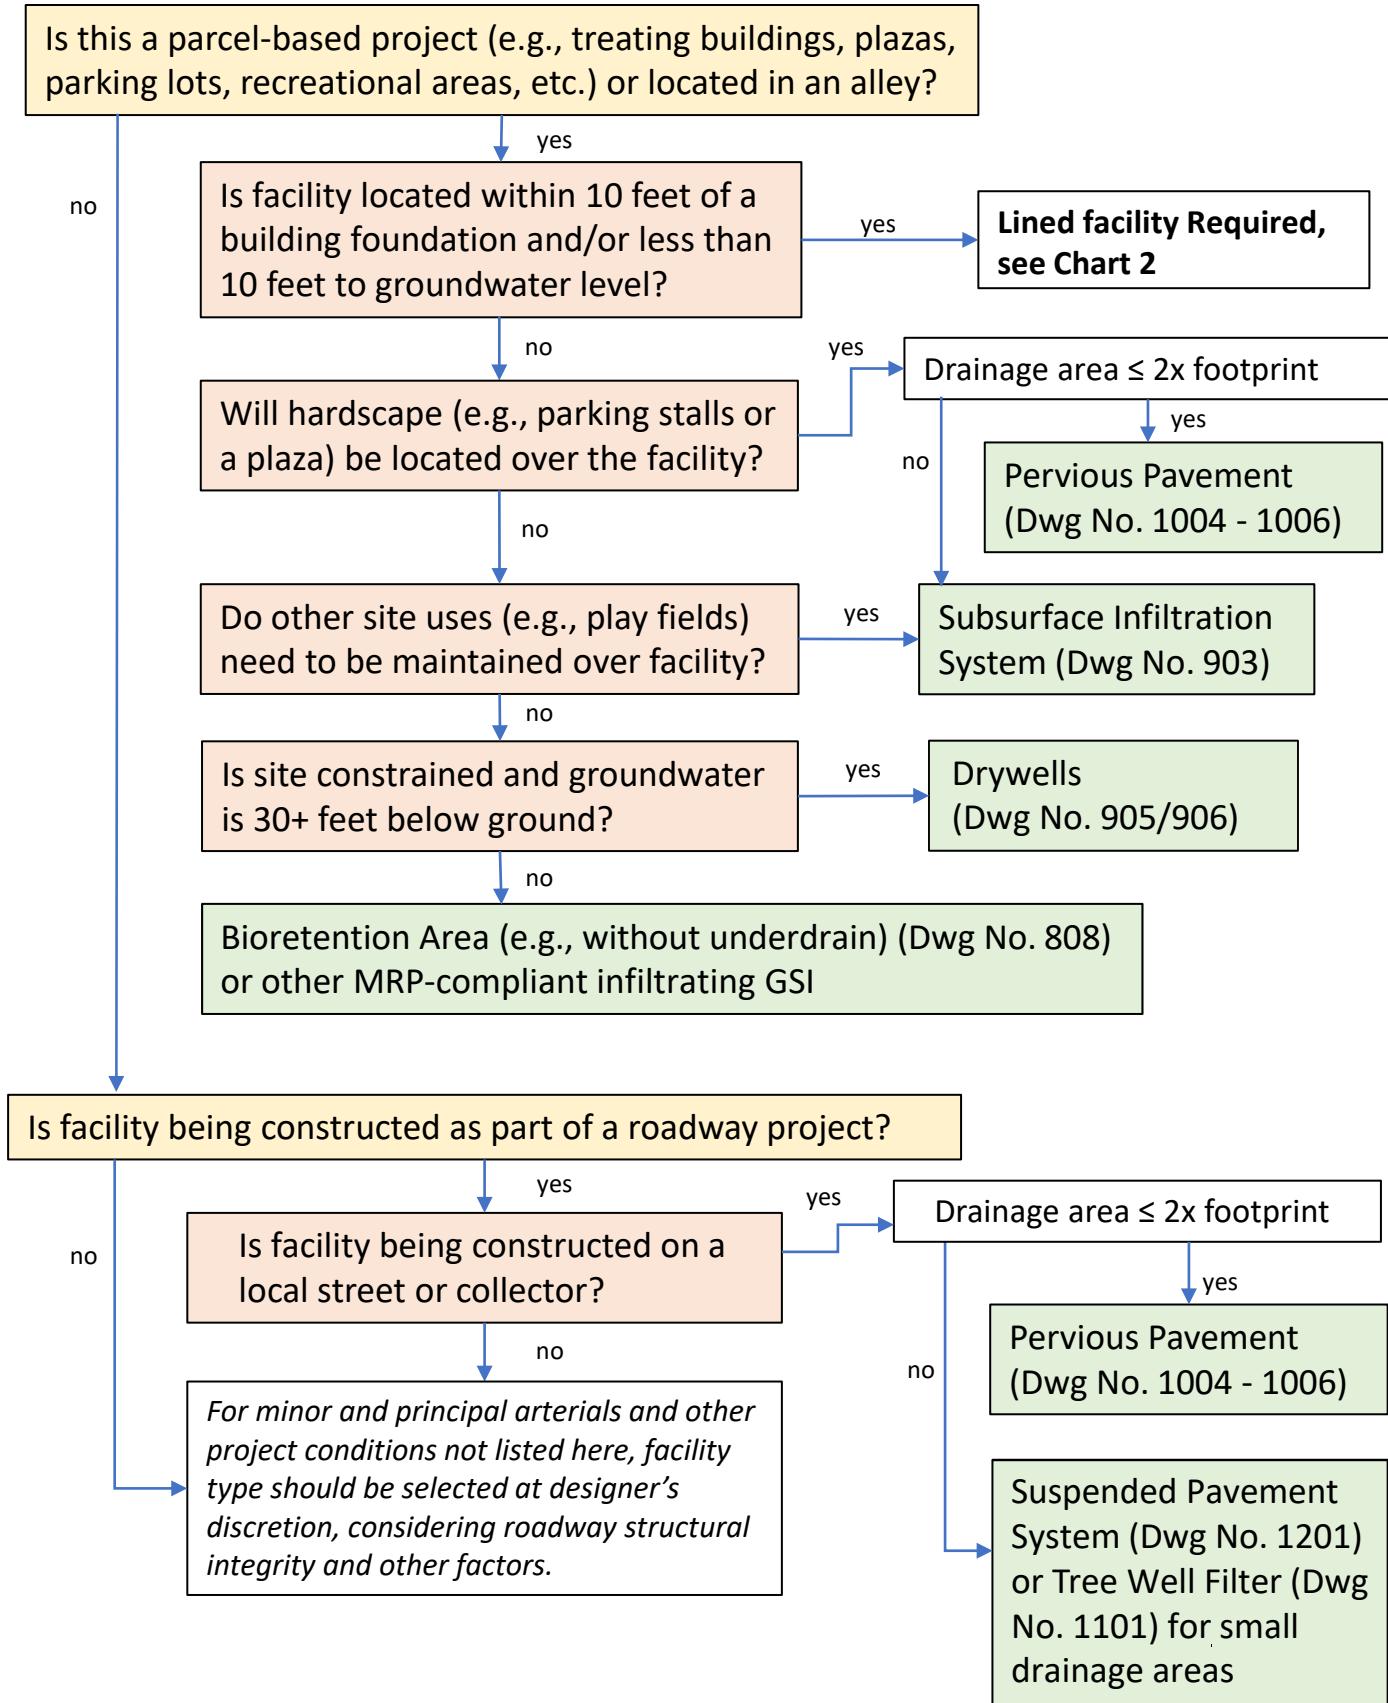 Is this a parcel-based project (e.g., treating buildings, plazas,
parking lots, recreational areas, etc.) or located in an alley?
yes
no
Is facility located within 10 feet of a
building foundation and/or less than
10 feet to groundwater level?
yes
Lined facility Required,
see Chart 2
no
yes
Drainage area ≤ 2x footprint
Will hardscape (e.g., parking stalls or
a plaza) be located over the facility?
yes
no
Pervious Pavement
(Dwg No. 1004 - 1006)
no
Do other site uses (e.g., play fields)
need to be maintained over facility?
yes
Subsurface Infiltration
System (Dwg No. 903)
no
Is site constrained and groundwater
is 30+ feet below ground?
yes
Drywells
(Dwg No. 905/906)
no
Bioretention Area (e.g., without underdrain) (Dwg No. 808)
or other MRP-compliant infiltrating GSI
Is facility being constructed as part of a roadway project?
yes
no
Is facility being constructed on a
local street or collector?
yes
Drainage area ≤ 2x footprint
yes
Pervious Pavement
(Dwg No. 1004 - 1006)
no
no
For minor and principal arterials and other
project conditions not listed here, facility
type should be selected at designer’s
discretion, considering roadway structural
integrity and other factors.
Suspended Pavement
System (Dwg No. 1201)
or Tree Well Filter (Dwg
No. 1101) for small
drainage areas